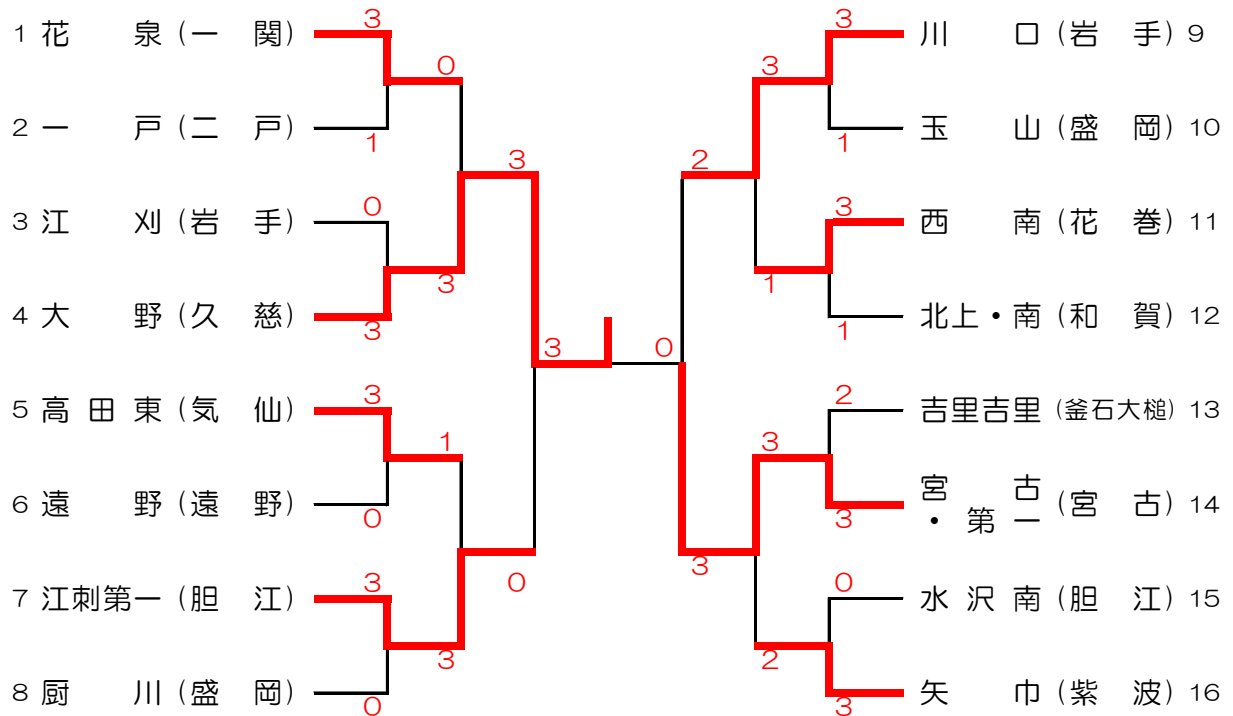 3 3
1 花 泉 (一 関) 川 口 (岩 手) 9
0 3
2 一 戸 (二 戸) 玉 山 (盛 岡) 10
1 1
3 2
0 3
3 江 刈 (岩 手) 西 南 (花 巻) 11
3 1
4 大 野 (久 慈) 北上・南 (和 賀) 12
3 1
3 0
3 2
5 高 田 東 (気 仙) 吉里吉里 (釜石大槌) 13
1 3
6 遠 野 (遠 野) 宮 古・第 一 (宮 古) 14
0 3
0 3
3 0
7 江刺第一 (胆 江) 水 沢 南 (胆 江) 15
3 2
8 厨 川 (盛 岡) 矢 巾 (紫 波) 16
0 3